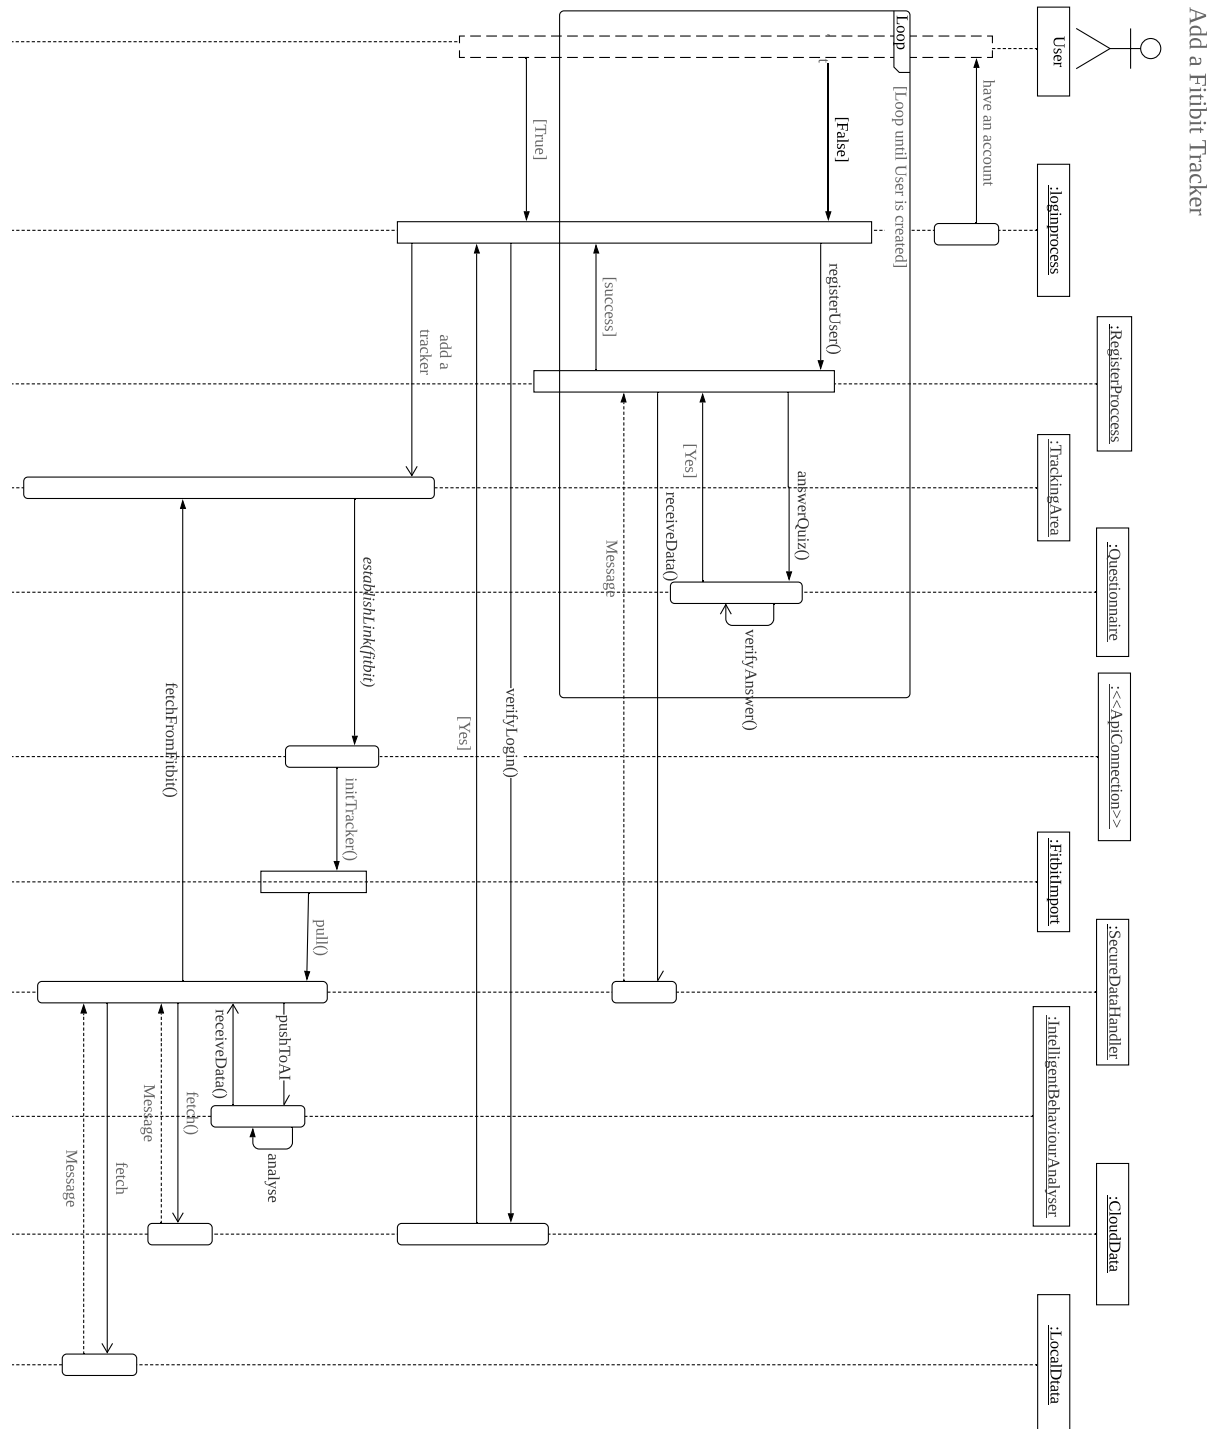 Add a Fitibit Tracker
User
:loginprocess
:RegisterProccess
:TrackingArea
:Questionnaire
:<<ApiConnection>>
:FitbitImport
:SecureDataHandler
:IntelligentBehaviourAnalyser
:CloudData
:LocalDtata
have an account
Loop
[Loop until User is created]
[False]
registerUser()
answerQuiz()
verifyAnswer()
[Yes]
receiveData()
Message
[success]
[True]
verifyLogin()
[Yes]
add a
tracker
establishLink(fitbit)
initTracker()
pull()
pushToAI
analyse
receiveData()
fetch()
fetchFromFitbit()
Message
fetch
Message